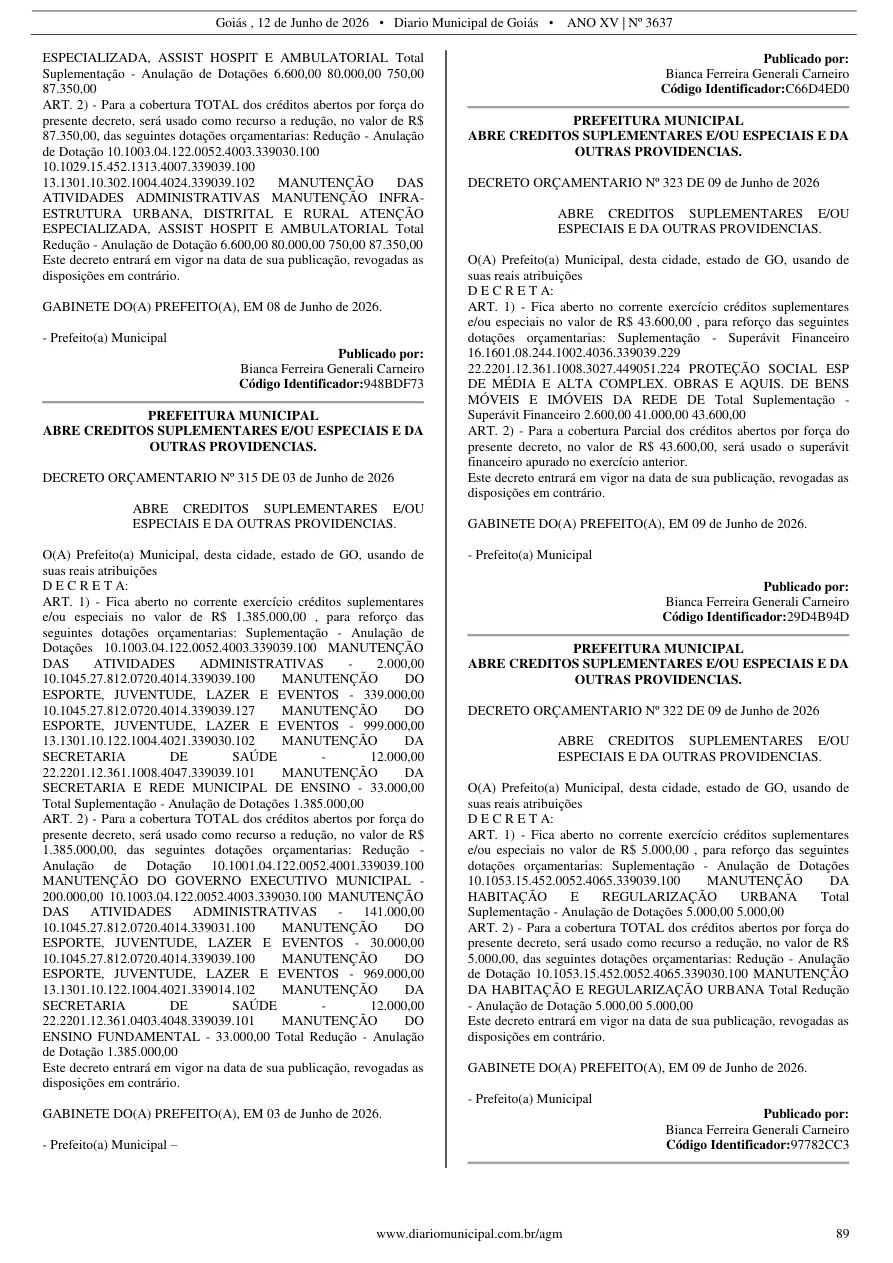 Goiás , 12 de Junho de 2026 • Diario Municipal de Goiás • ANO XV | Nº 3637
ESPECIALIZADA, ASSIST HOSPIT E AMBULATORIAL Total
Suplementação - Anulação de Dotações 6.600,00 80.000,00 750,00
87.350,00
ART. 2) - Para a cobertura TOTAL dos créditos abertos por força do
presente decreto, será usado como recurso a redução, no valor de R$
87.350,00, das seguintes dotações orçamentarias: Redução - Anulação
de Dotação 10.1003.04.122.0052.4003.339030.100
10.1029.15.452.1313.4007.339039.100
13.1301.10.302.1004.4024.339039.102 MANUTENÇÃO DAS
ATIVIDADES ADMINISTRATIVAS MANUTENÇÃO INFRA-
ESTRUTURA URBANA, DISTRITAL E RURAL ATENÇÃO
ESPECIALIZADA, ASSIST HOSPIT E AMBULATORIAL Total
Redução - Anulação de Dotação 6.600,00 80.000,00 750,00 87.350,00
Este decreto entrará em vigor na data de sua publicação, revogadas as
disposições em contrário.
GABINETE DO(A) PREFEITO(A), EM 08 de Junho de 2026.
- Prefeito(a) Municipal
Publicado por:
Bianca Ferreira Generali Carneiro
Código Identificador:948BDF73
PREFEITURA MUNICIPAL
ABRE CREDITOS SUPLEMENTARES E/OU ESPECIAIS E DA
OUTRAS PROVIDENCIAS.
DECRETO ORÇAMENTARIO Nº 315 DE 03 de Junho de 2026
ABRE CREDITOS SUPLEMENTARES E/OU
ESPECIAIS E DA OUTRAS PROVIDENCIAS.
O(A) Prefeito(a) Municipal, desta cidade, estado de GO, usando de
suas reais atribuições
D E C R E T A:
ART. 1) - Fica aberto no corrente exercício créditos suplementares
e/ou especiais no valor de R$ 1.385.000,00 , para reforço das
seguintes dotações orçamentarias: Suplementação - Anulação de
Dotações 10.1003.04.122.0052.4003.339039.100 MANUTENÇÃO
DAS ATIVIDADES ADMINISTRATIVAS - 2.000,00
10.1045.27.812.0720.4014.339039.100 MANUTENÇÃO DO
ESPORTE, JUVENTUDE, LAZER E EVENTOS - 339.000,00
10.1045.27.812.0720.4014.339039.127 MANUTENÇÃO DO
ESPORTE, JUVENTUDE, LAZER E EVENTOS - 999.000,00
13.1301.10.122.1004.4021.339030.102 MANUTENÇÃO DA
SECRETARIA DE SAÚDE - 12.000,00
22.2201.12.361.1008.4047.339039.101 MANUTENÇÃO DA
SECRETARIA E REDE MUNICIPAL DE ENSINO - 33.000,00
Total Suplementação - Anulação de Dotações 1.385.000,00
ART. 2) - Para a cobertura TOTAL dos créditos abertos por força do
presente decreto, será usado como recurso a redução, no valor de R$
1.385.000,00, das seguintes dotações orçamentarias: Redução -
Anulação de Dotação 10.1001.04.122.0052.4001.339039.100
MANUTENÇÃO DO GOVERNO EXECUTIVO MUNICIPAL -
200.000,00 10.1003.04.122.0052.4003.339030.100 MANUTENÇÃO
DAS ATIVIDADES ADMINISTRATIVAS - 141.000,00
10.1045.27.812.0720.4014.339031.100 MANUTENÇÃO DO
ESPORTE, JUVENTUDE, LAZER E EVENTOS - 30.000,00
10.1045.27.812.0720.4014.339039.100 MANUTENÇÃO DO
ESPORTE, JUVENTUDE, LAZER E EVENTOS - 969.000,00
13.1301.10.122.1004.4021.339014.102 MANUTENÇÃO DA
SECRETARIA DE SAÚDE - 12.000,00
22.2201.12.361.0403.4048.339039.101 MANUTENÇÃO DO
ENSINO FUNDAMENTAL - 33.000,00 Total Redução - Anulação
de Dotação 1.385.000,00
Este decreto entrará em vigor na data de sua publicação, revogadas as
disposições em contrário.
GABINETE DO(A) PREFEITO(A), EM 03 de Junho de 2026.
- Prefeito(a) Municipal –
Publicado por:
Bianca Ferreira Generali Carneiro
Código Identificador:C66D4ED0
PREFEITURA MUNICIPAL
ABRE CREDITOS SUPLEMENTARES E/OU ESPECIAIS E DA
OUTRAS PROVIDENCIAS.
DECRETO ORÇAMENTARIO Nº 323 DE 09 de Junho de 2026
ABRE CREDITOS SUPLEMENTARES E/OU
ESPECIAIS E DA OUTRAS PROVIDENCIAS.
O(A) Prefeito(a) Municipal, desta cidade, estado de GO, usando de
suas reais atribuições
D E C R E T A:
ART. 1) - Fica aberto no corrente exercício créditos suplementares
e/ou especiais no valor de R$ 43.600,00 , para reforço das seguintes
dotações orçamentarias: Suplementação - Superávit Financeiro
16.1601.08.244.1002.4036.339039.229
22.2201.12.361.1008.3027.449051.224 PROTEÇÃO SOCIAL ESP
DE MÉDIA E ALTA COMPLEX. OBRAS E AQUIS. DE BENS
MÓVEIS E IMÓVEIS DA REDE DE Total Suplementação -
Superávit Financeiro 2.600,00 41.000,00 43.600,00
ART. 2) - Para a cobertura Parcial dos créditos abertos por força do
presente decreto, no valor de R$ 43.600,00, será usado o superávit
financeiro apurado no exercício anterior.
Este decreto entrará em vigor na data de sua publicação, revogadas as
disposições em contrário.
GABINETE DO(A) PREFEITO(A), EM 09 de Junho de 2026.
- Prefeito(a) Municipal
Publicado por:
Bianca Ferreira Generali Carneiro
Código Identificador:29D4B94D
PREFEITURA MUNICIPAL
ABRE CREDITOS SUPLEMENTARES E/OU ESPECIAIS E DA
OUTRAS PROVIDENCIAS.
DECRETO ORÇAMENTARIO Nº 322 DE 09 de Junho de 2026
ABRE CREDITOS SUPLEMENTARES E/OU
ESPECIAIS E DA OUTRAS PROVIDENCIAS.
O(A) Prefeito(a) Municipal, desta cidade, estado de GO, usando de
suas reais atribuições
D E C R E T A:
ART. 1) - Fica aberto no corrente exercício créditos suplementares
e/ou especiais no valor de R$ 5.000,00 , para reforço das seguintes
dotações orçamentarias: Suplementação - Anulação de Dotações
10.1053.15.452.0052.4065.339039.100 MANUTENÇÃO DA
HABITAÇÃO E REGULARIZAÇÃO URBANA Total
Suplementação - Anulação de Dotações 5.000,00 5.000,00
ART. 2) - Para a cobertura TOTAL dos créditos abertos por força do
presente decreto, será usado como recurso a redução, no valor de R$
5.000,00, das seguintes dotações orçamentarias: Redução - Anulação
de Dotação 10.1053.15.452.0052.4065.339030.100 MANUTENÇÃO
DA HABITAÇÃO E REGULARIZAÇÃO URBANA Total Redução
- Anulação de Dotação 5.000,00 5.000,00
Este decreto entrará em vigor na data de sua publicação, revogadas as
disposições em contrário.
GABINETE DO(A) PREFEITO(A), EM 09 de Junho de 2026.
- Prefeito(a) Municipal
Publicado por:
Bianca Ferreira Generali Carneiro
Código Identificador:97782CC3
www.diariomunicipal.com.br/agm 89